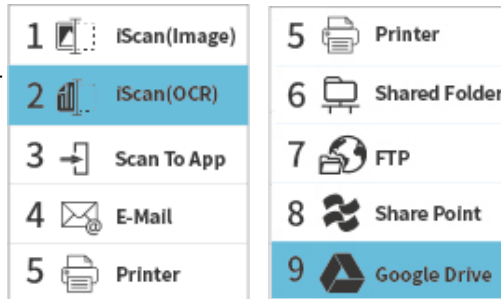 1 iScan(Image)
2 iScan(OCR)
3 Scan To App
4 E-Mail
5 Printer
5 Printer
6 Shared Folder
7 FTP
8 Share Point
9 Google Drive